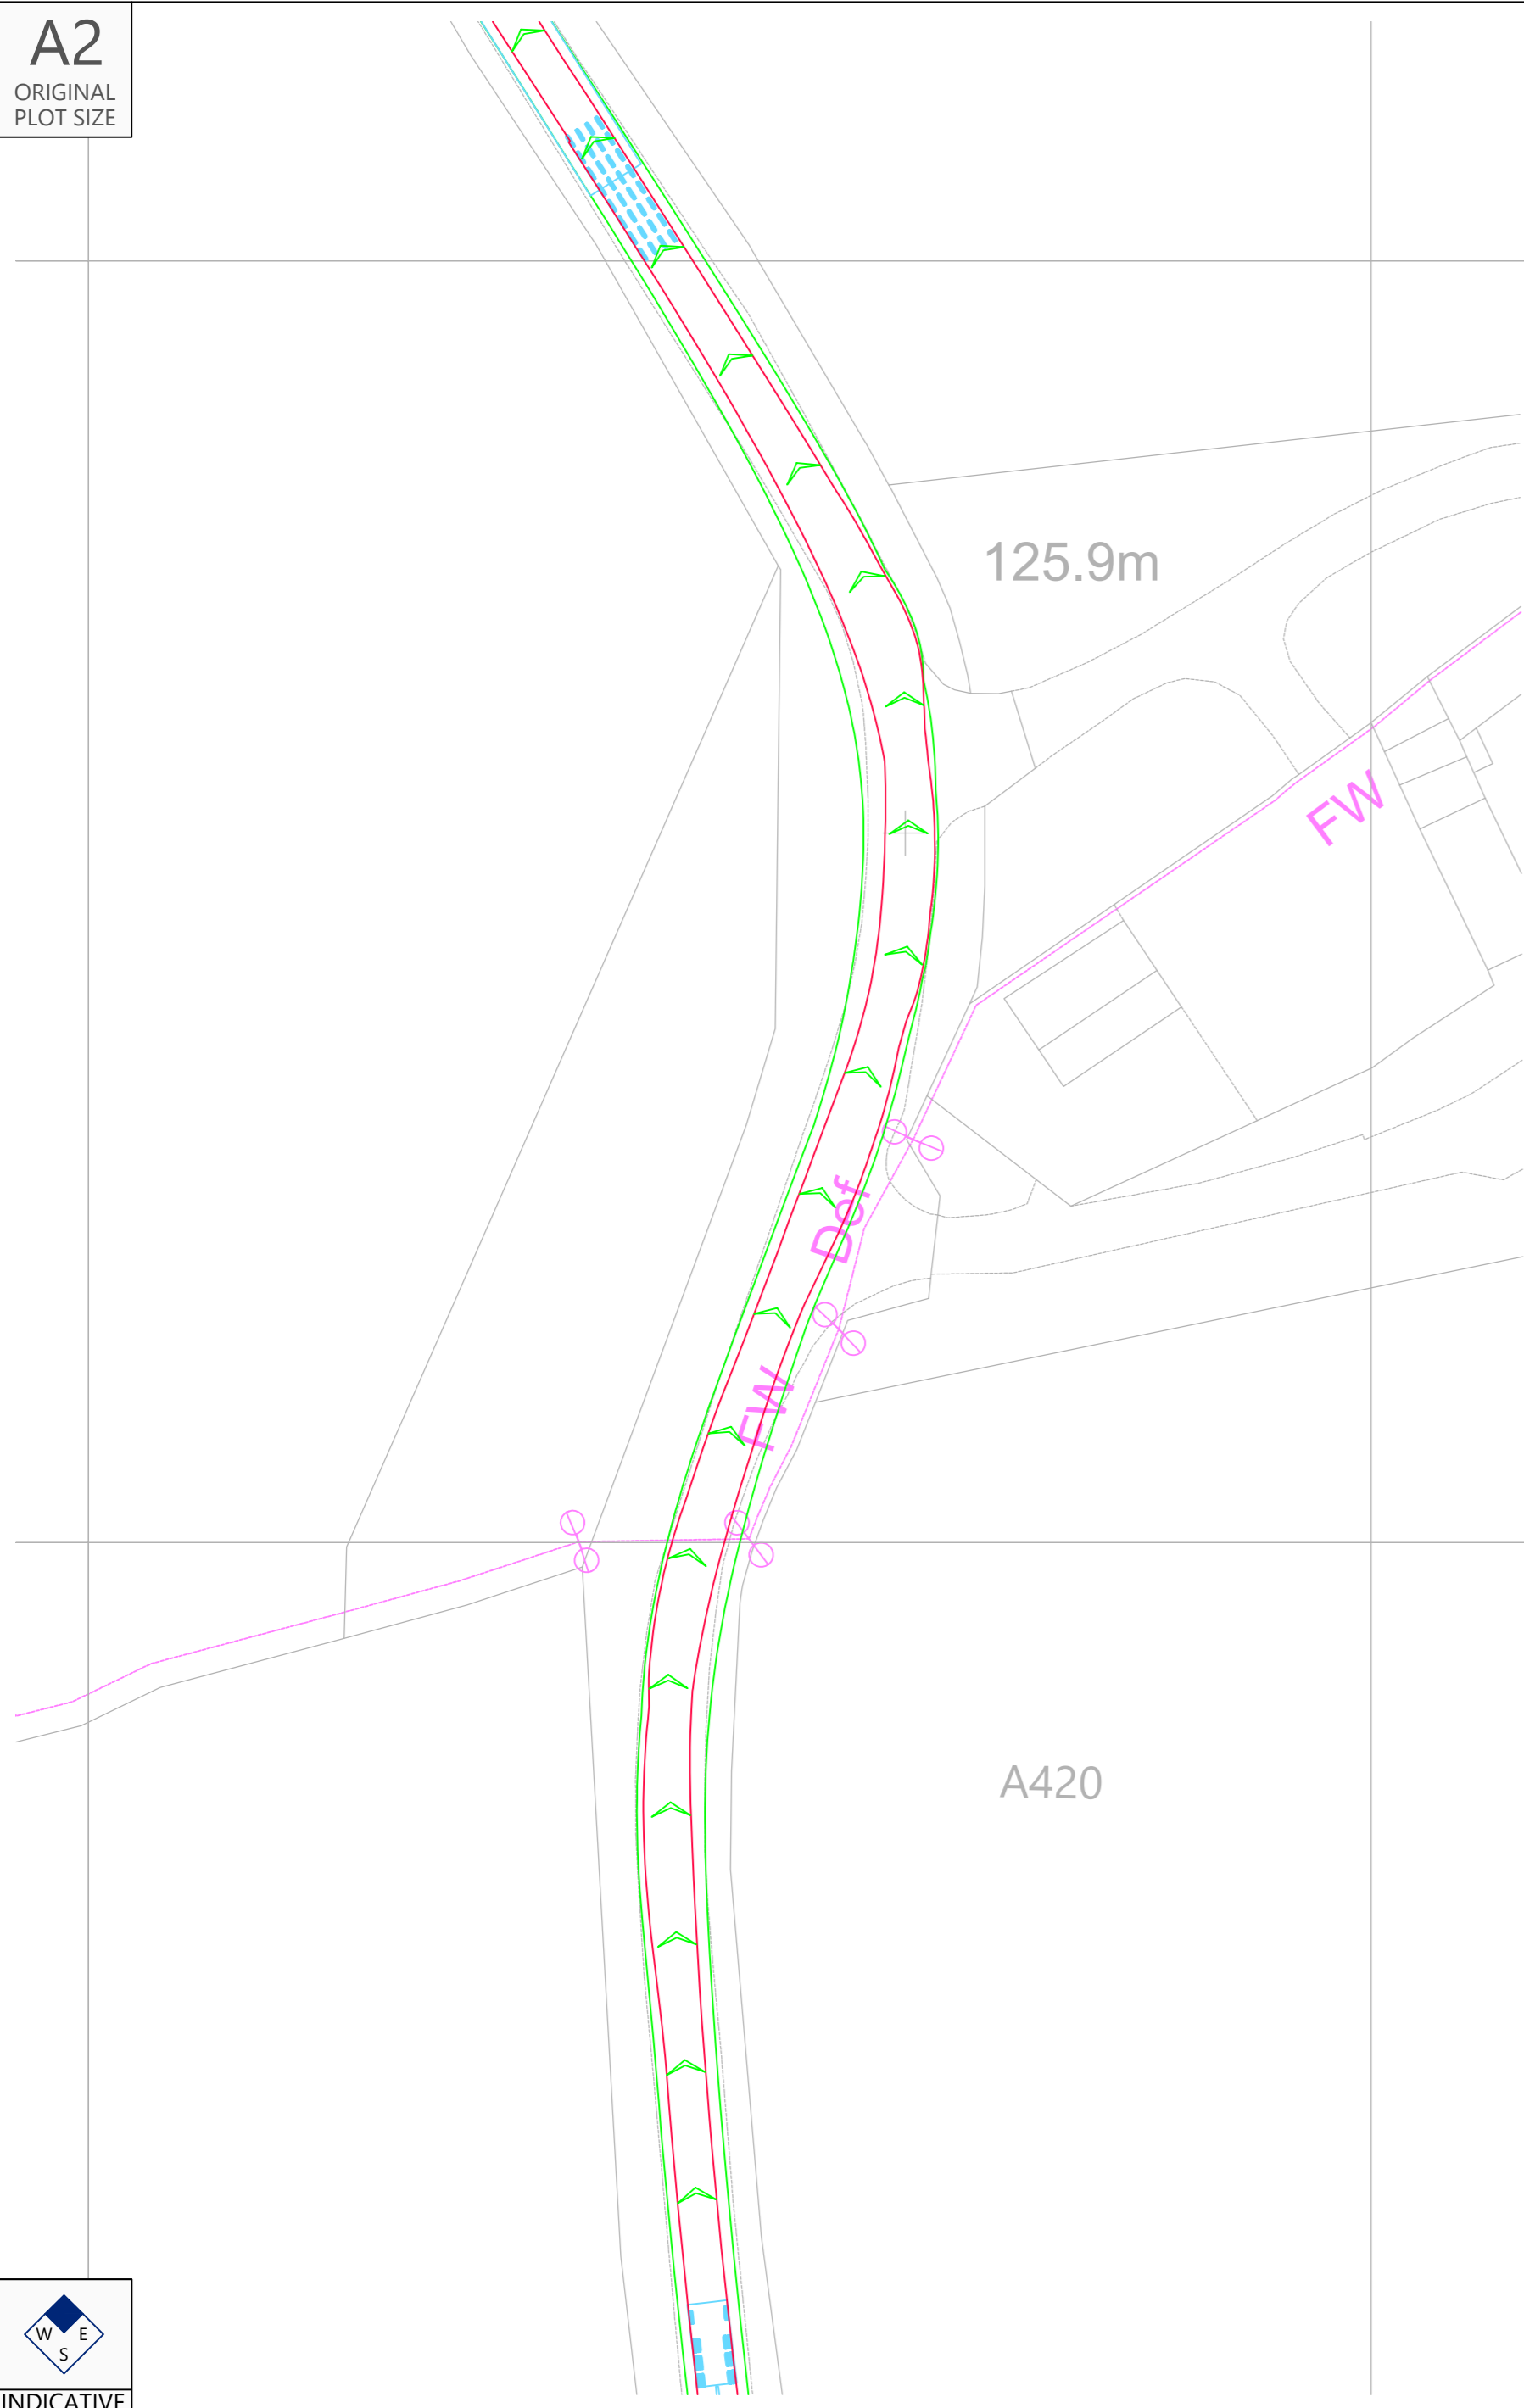 A2
ORIGINAL
PLOT SIZE
125.9m
FW
Def
FW
A420
W E
S
INDICATIVE